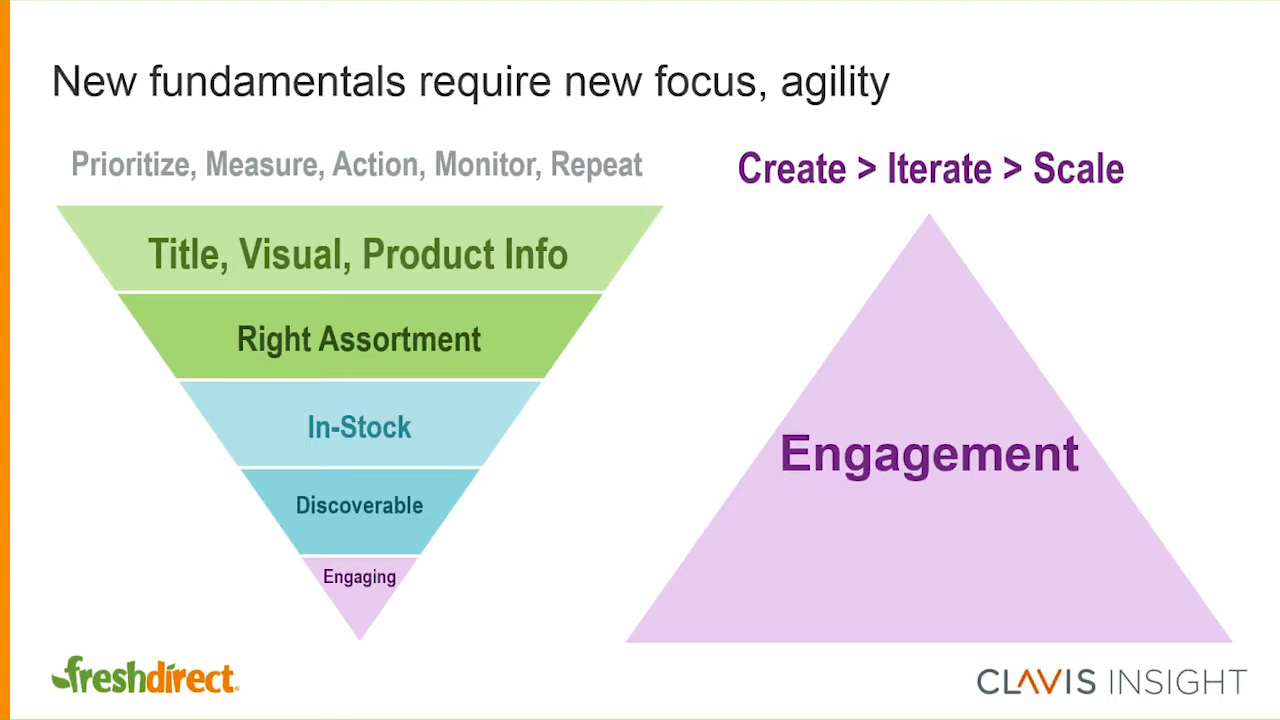 New fundamentals require new focus, agility
Prioritize, Measure, Action, Monitor, Repeat
Title, Visual, Product Info
Right Assortment
In-Stock
Discoverable
Engaging
Create > Iterate > Scale
Engagement
freshdirect®
CLAVIS INSIGHT